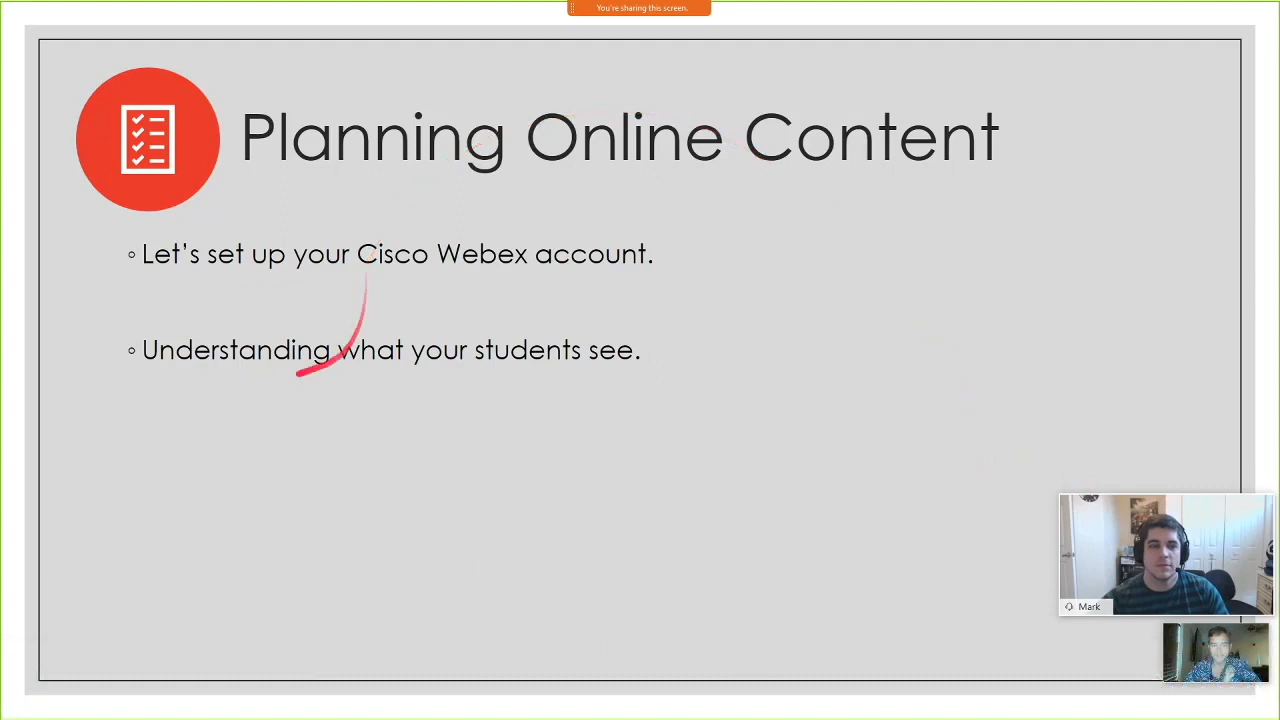 You're sharing this screen.
Planning Online Content
◦ Let’s set up your Cisco Webex account.
◦ Understanding what your students see.
Mark